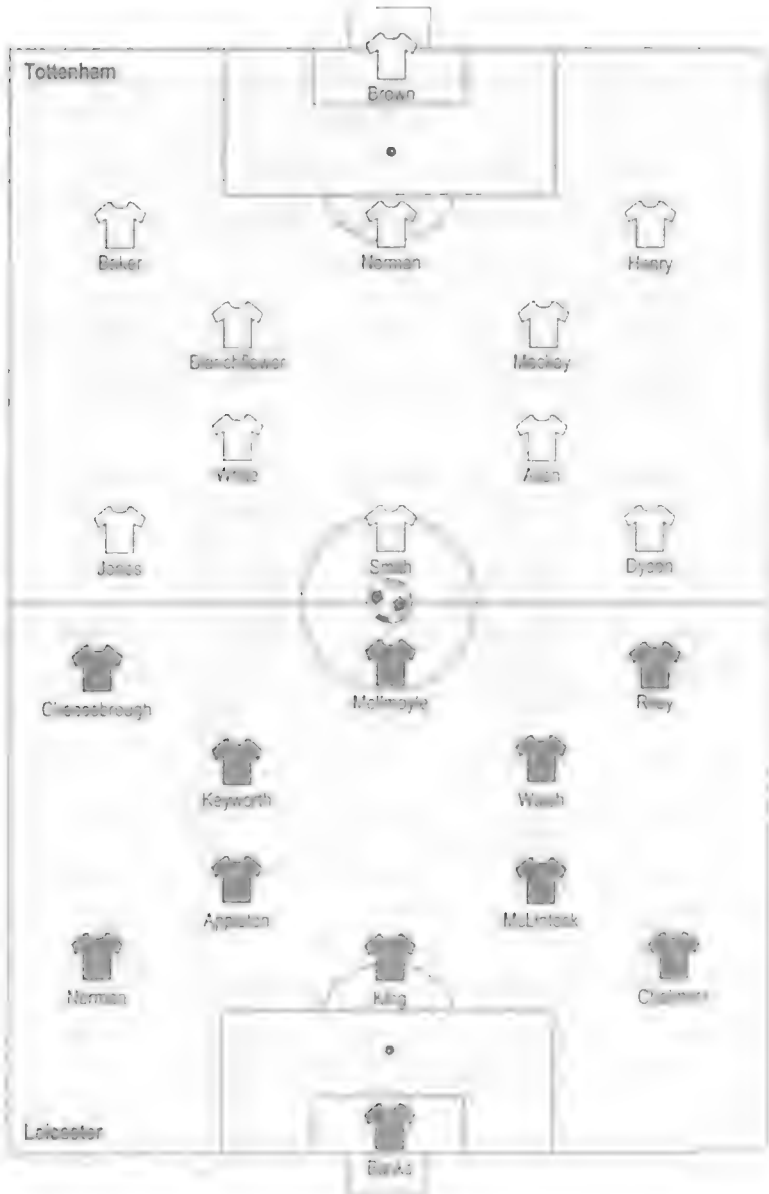 Tottenham
Brown
Baker
Norman
Henry
Blanchflower
Mackay
White
Allen
Jones
Smith
Dyson
Cheesebrough
McIlmoyle
Riley
Keyworth
Walsh
Appleton
McLintock
Norman
King
Chalmers
Leicester
Banks